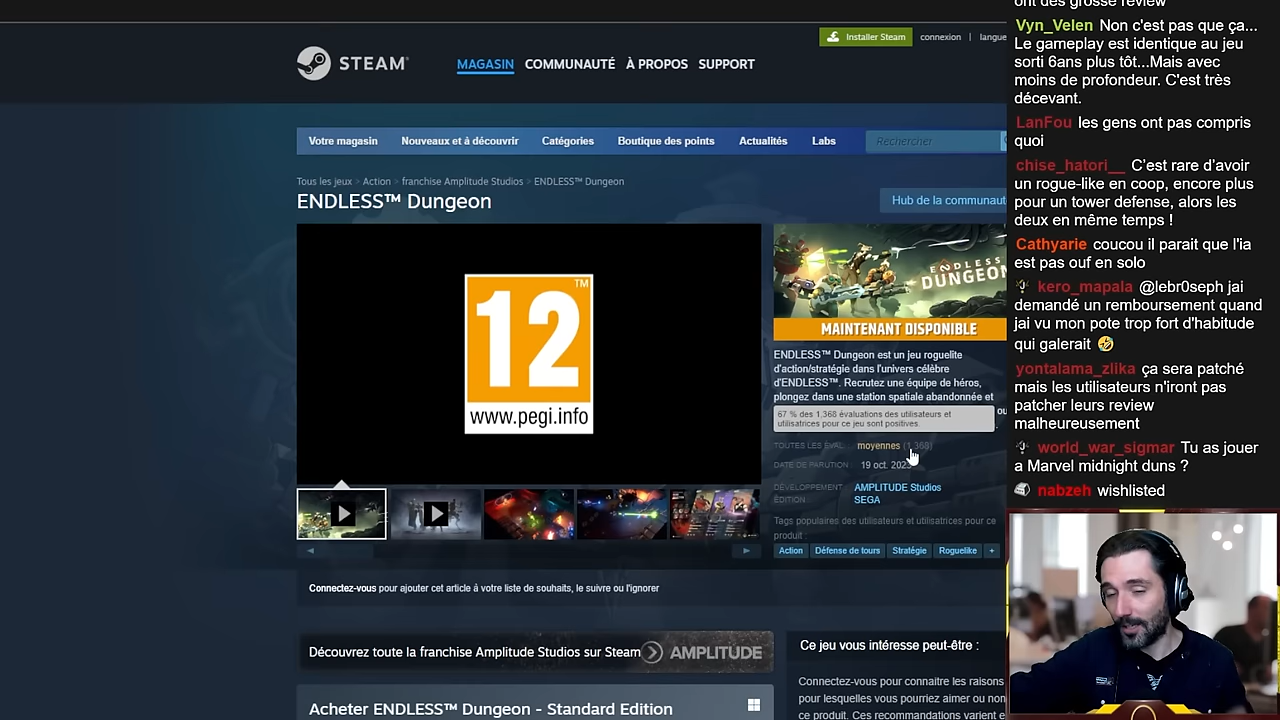 Installer Steam
connexion | langue
STEAM®
MAGASIN COMMUNAUTÉ À PROPOS SUPPORT
Votre magasin Nouveaux et à découvrir Catégories Boutique des points Actualités Labs Rechercher
Tous les jeux > Action > franchise Amplitude Studios > ENDLESS™ Dungeon
ENDLESS™ Dungeon
Hub de la communaut
12
TM
www.pegi.info
ENDLESS
DUNGEON
MAINTENANT DISPONIBLE
ENDLESS™ Dungeon est un jeu roguelite
d'action/stratégie dans l'univers célèbre
d'ENDLESS™. Recrutez une équipe de héros,
plongez dans une station spatiale abandonnée et
67 % des 1,368 évaluations des utilisateurs et
utilisatrices pour ce jeu sont positives.
ou
TOUTES LES ÉVAL. moyennes (1,368)
DATE DE PARUTION 19 oct. 2023
DÉVELOPPEMENT AMPLITUDE Studios
ÉDITION: SEGA
Tags populaires des utilisateurs et utilisatrices pour ce
produit :
Action Défense de tours Stratégie Roguelike +
Connectez-vous pour ajouter cet article à votre liste de souhaits, le suivre ou l'ignorer
Découvrez toute la franchise Amplitude Studios sur Steam
AMPLITUDE
Acheter ENDLESS™ Dungeon - Standard Edition
Ce jeu vous intéresse peut-être :
Connectez-vous pour connaitre les raisons
pour lesquelles vous pourriez aimer ou non
ce produit. Ces recommandations varient e
ont des grosse review
Vyn_Velen Non c'est pas que ça...
Le gameplay est identique au jeu
sorti 6ans plus tôt...Mais avec
moins de profondeur. C'est très
décevant.
LanFou les gens ont pas compris
quoi
chise_hatori__ C'est rare d'avoir
un rogue-like en coop, encore plus
pour un tower defense, alors les
deux en même temps !
Cathyarie coucou il parait que l'ia
est pas ouf en solo
kero_mapala @lebr0seph jai
demandé un remboursement quand
jai vu mon pote trop fort d'habitude
qui galerait 🤣
yontalama_zlika ça sera patché
mais les utilisateurs n'iront pas
patcher leurs review
malheureusement
world_war_sigmar Tu as jouer
a Marvel midnight duns ?
nabzeh wishlisted